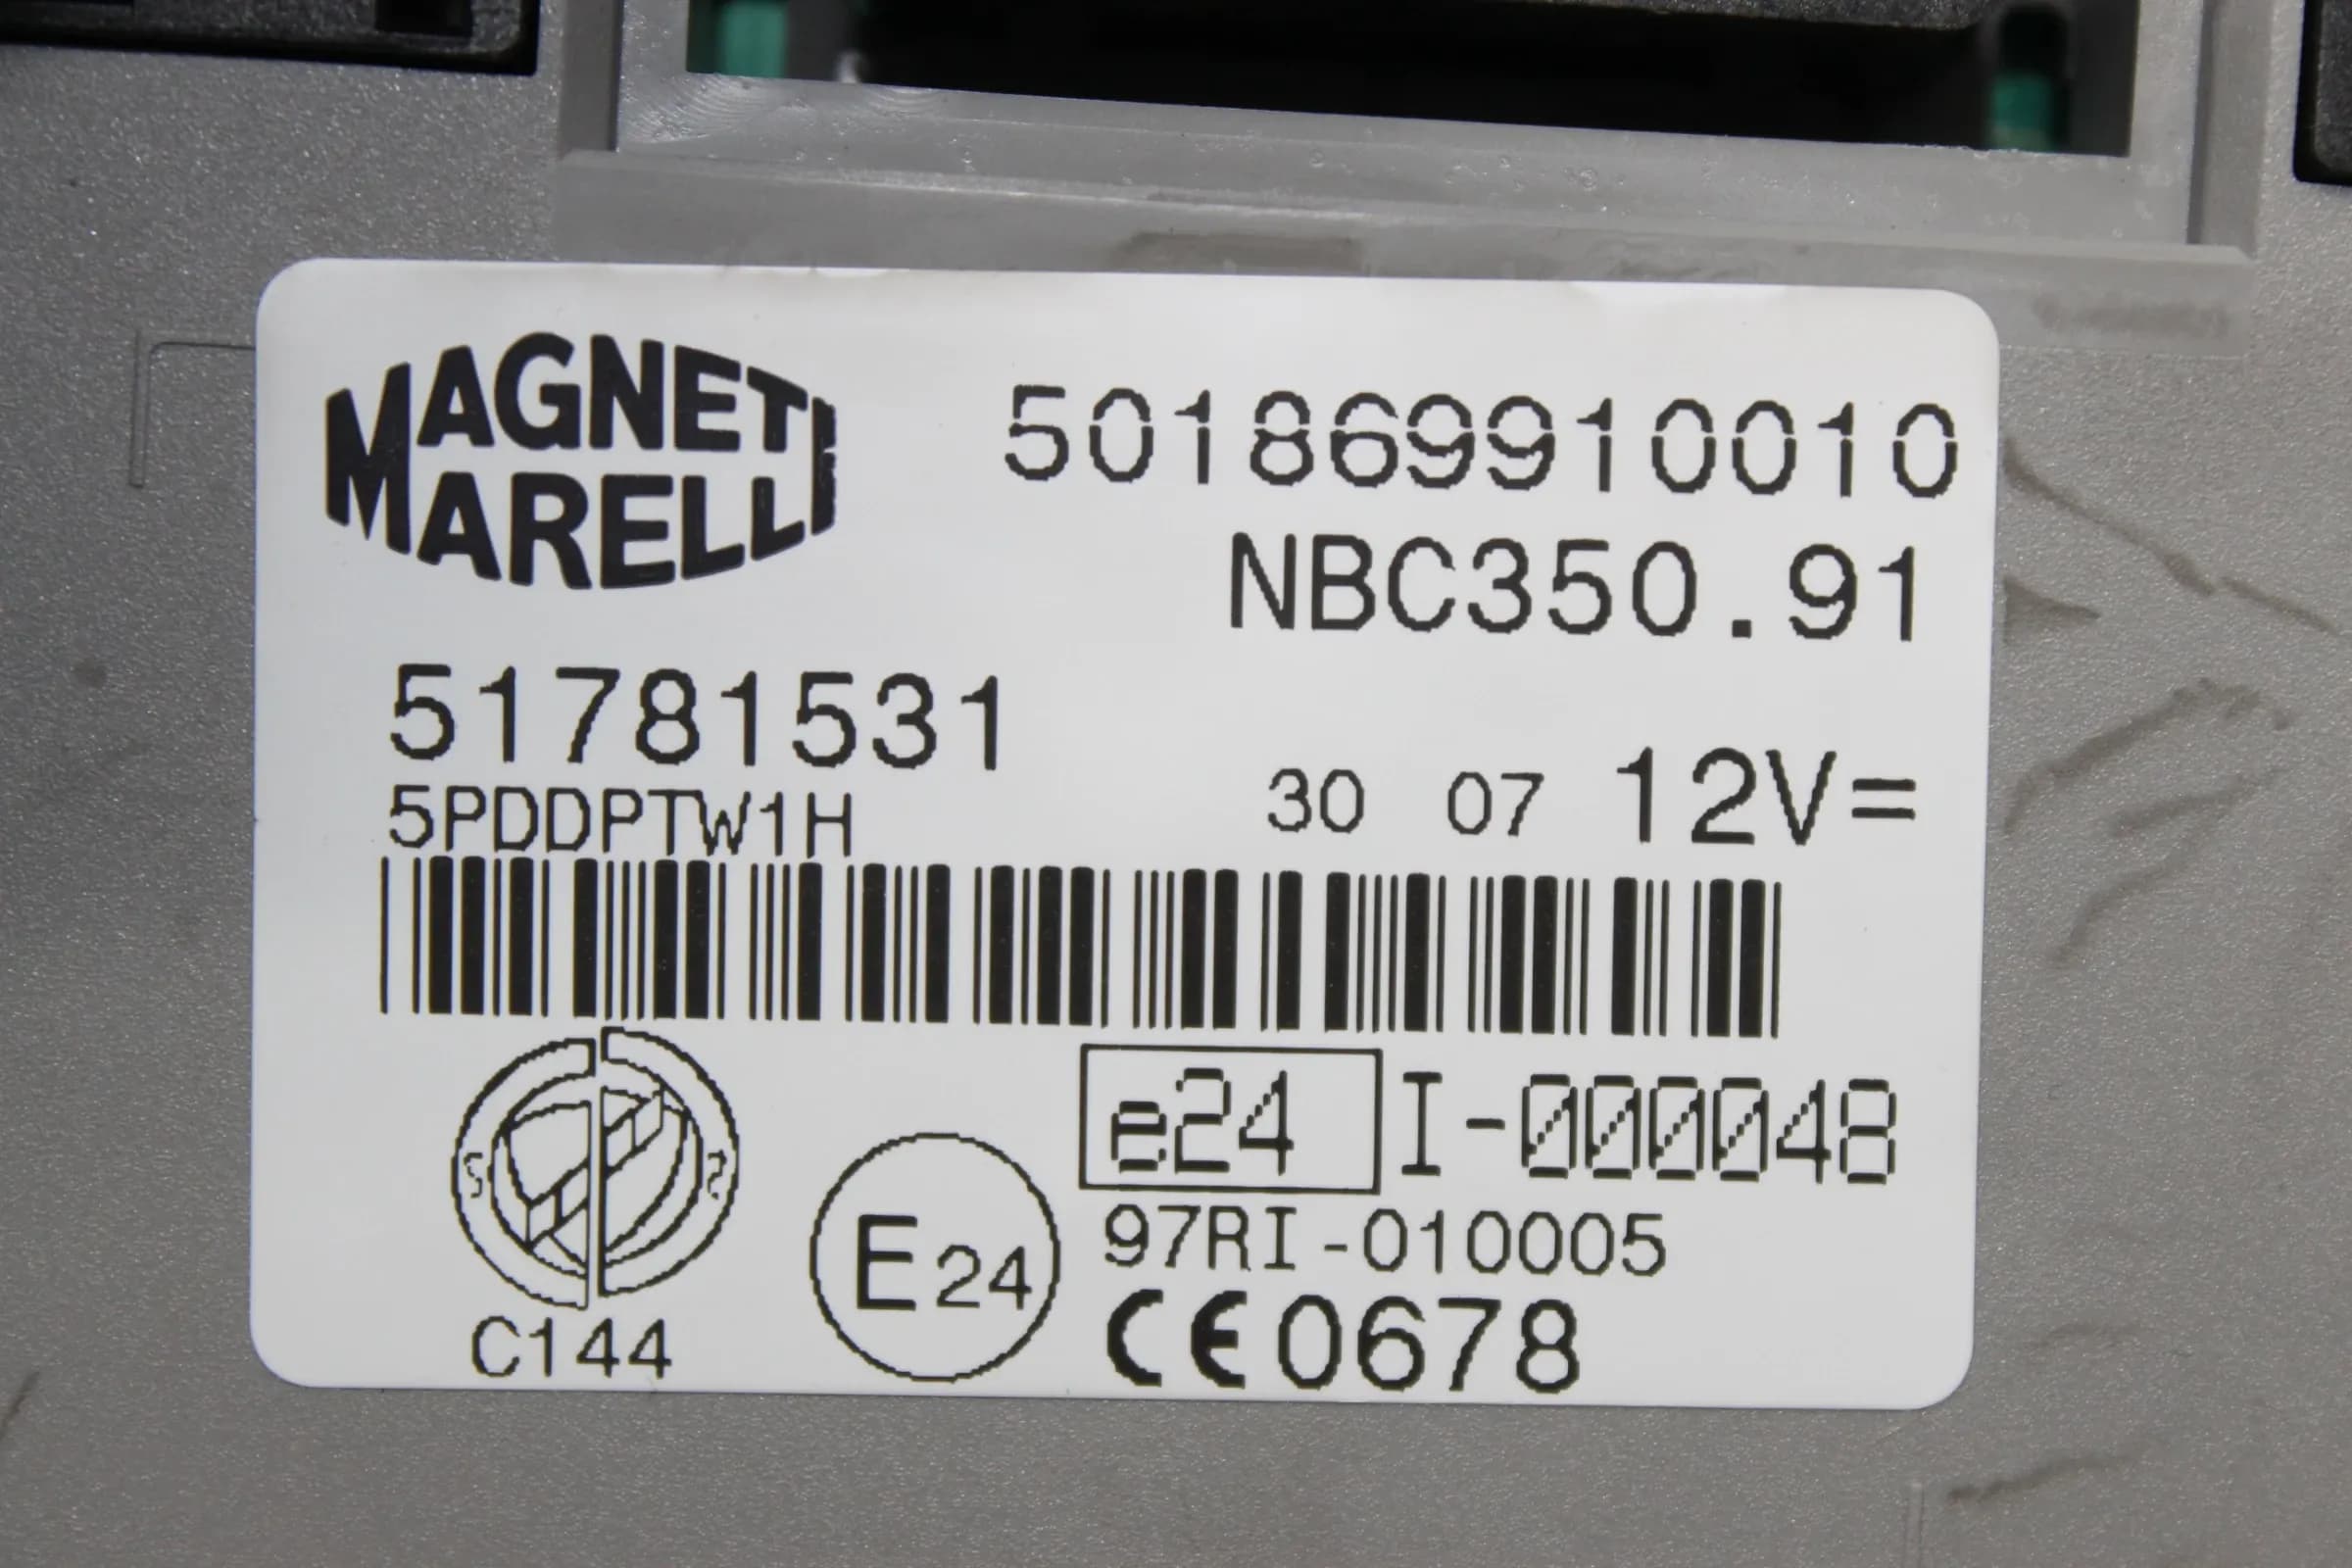 MAGNETI
MARELLI
501869910010
NBC350.91
51781531
5PDDPTW1H
30 07 12V=
e24 I-000048
97RI-010005
E24
CE0678
C144